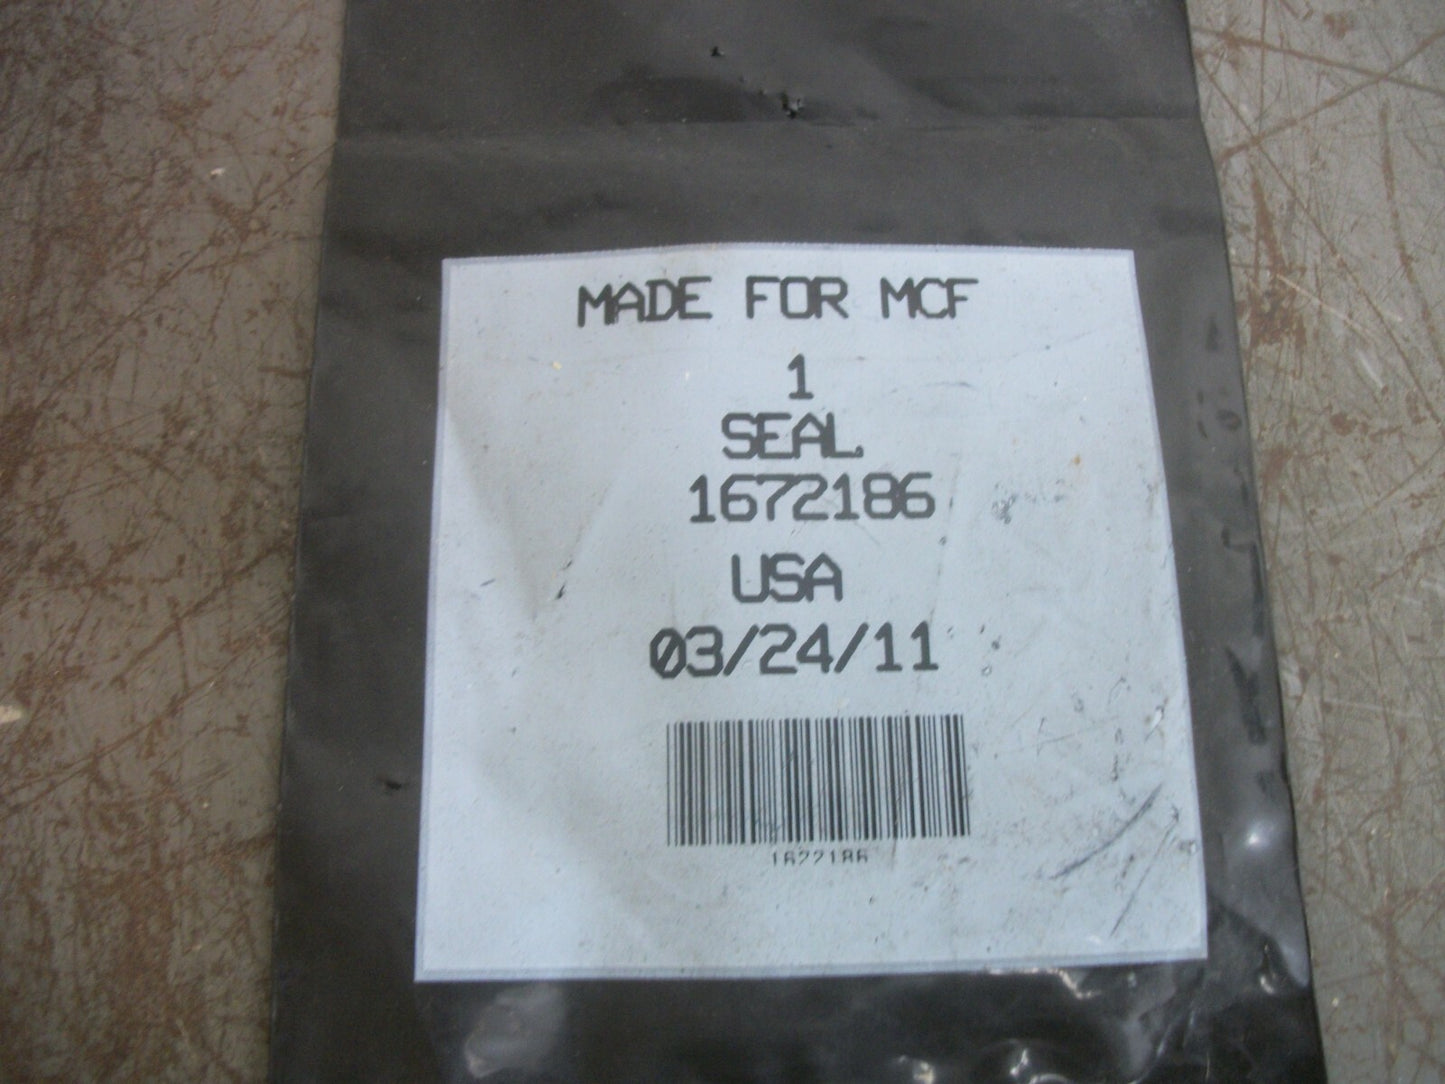 MADE FOR MCF
1
SEAL
1672186
USA
03/24/11
1672186